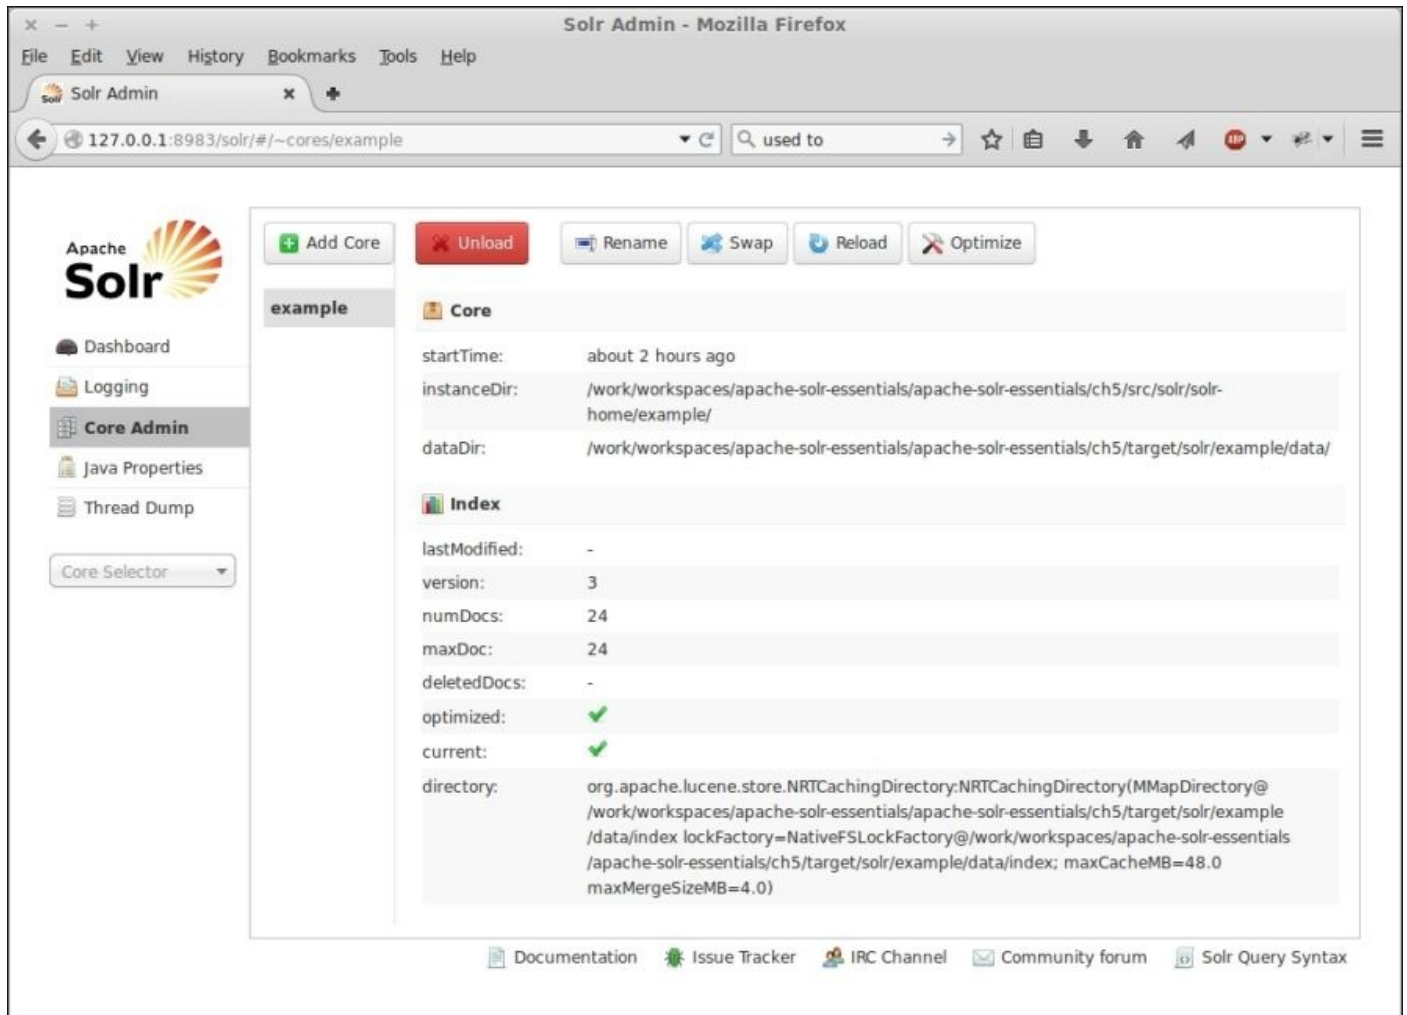 Solr Admin - Mozilla Firefox
File Edit View History Bookmarks Tools Help
Solr Solr Admin
127.0.0.1:8983/solr/#/~cores/example used to ABP
Apache
Solr
Dashboard
Logging
Core Admin
Java Properties
Thread Dump
Core Selector
Add Core Unload Rename Swap Reload Optimize
example
Core
startTime: about 2 hours ago
instanceDir: /work/workspaces/apache-solr-essentials/apache-solr-essentials/ch5/src/solr/solr-
home/example/
dataDir: /work/workspaces/apache-solr-essentials/apache-solr-essentials/ch5/target/solr/example/data/
Index
lastModified: -
version: 3
numDocs: 24
maxDoc: 24
deletedDocs: -
optimized:
current:
directory: org.apache.lucene.store.NRTCachingDirectory:NRTCachingDirectory(MMapDirectory@
/work/workspaces/apache-solr-essentials/apache-solr-essentials/ch5/target/solr/example
/data/index lockFactory=NativeFSLockFactory@/work/workspaces/apache-solr-essentials
/apache-solr-essentials/ch5/target/solr/example/data/index; maxCacheMB=48.0
maxMergeSizeMB=4.0)
Documentation Issue Tracker IRC Channel Community forum Solr Query Syntax